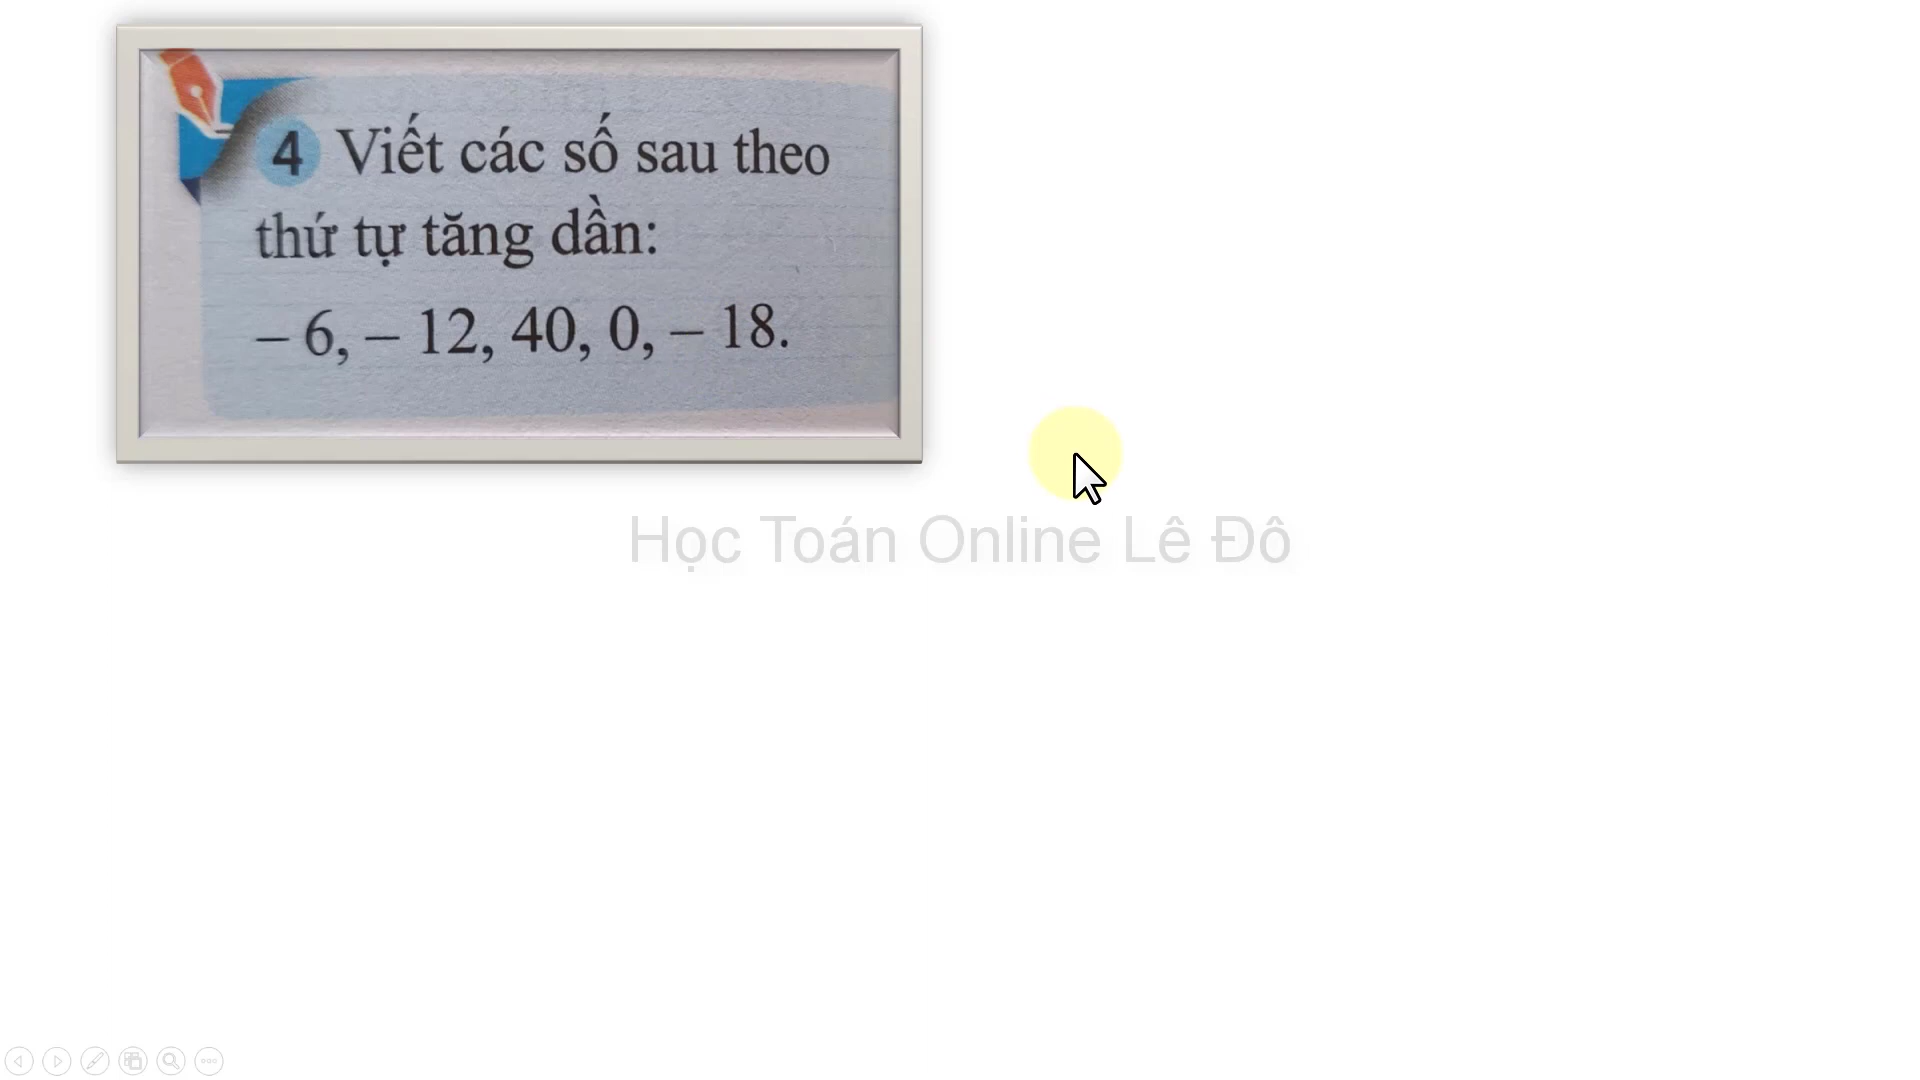 4 Viết các số sau theo
thứ tự tăng dần:
– 6, – 12, 40, 0, – 18.
Học Toán Online Lê Đô